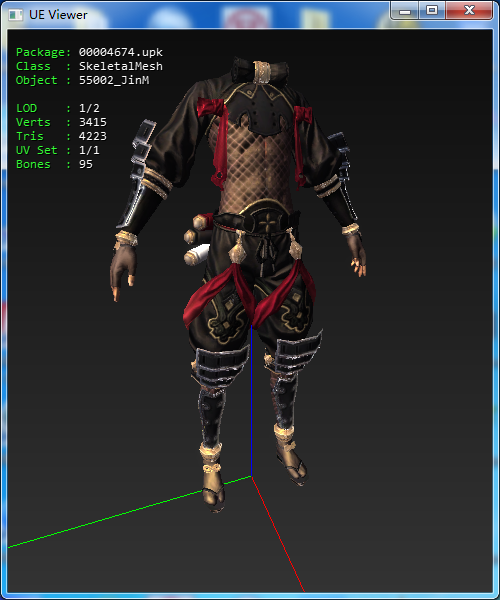 UE Viewer
Package: 00004674.upk
Class : SkeletalMesh
Object : 55002_JinM
LOD : 1/2
Verts : 3415
Tris : 4223
UV Set : 1/1
Bones : 95